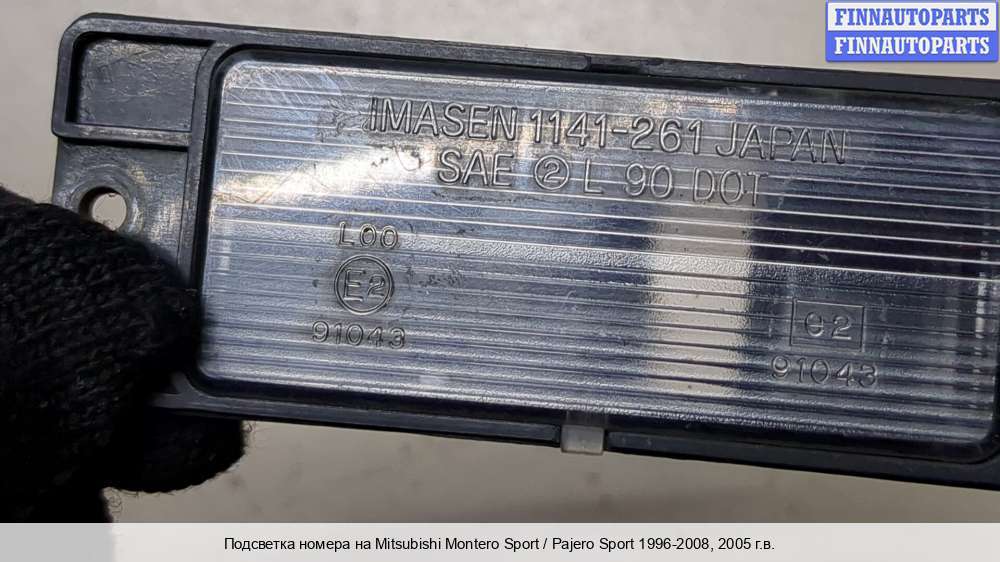 FINNAUTOPARTS
FINNAUTOPARTS
IMASEN 1141-261 JAPAN
SAE ② L 90 DOT
L00
E2
91043
e2
91043
Подсветка номера на Mitsubishi Montero Sport / Pajero Sport 1996-2008, 2005 г.в.